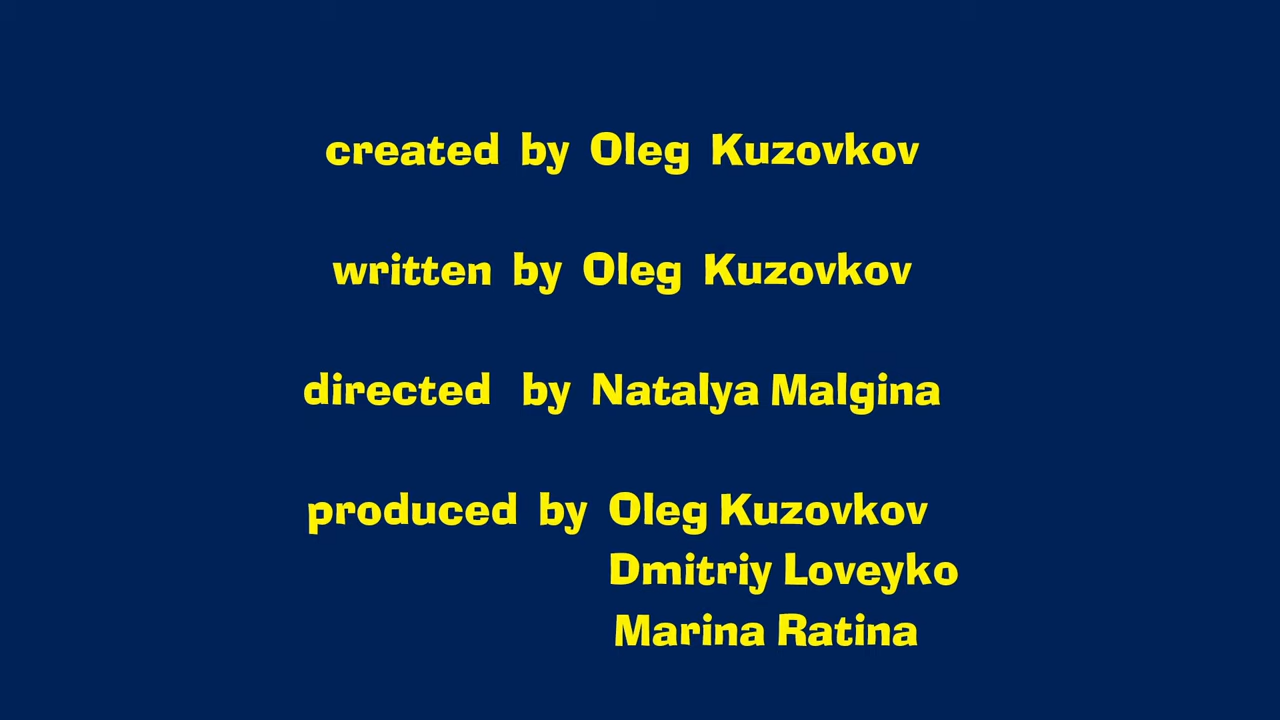 created by Oleg Kuzovkov
written by Oleg Kuzovkov
directed by Natalya Malgina
produced by Oleg Kuzovkov
Dmitriy Loveyko
Marina Ratina